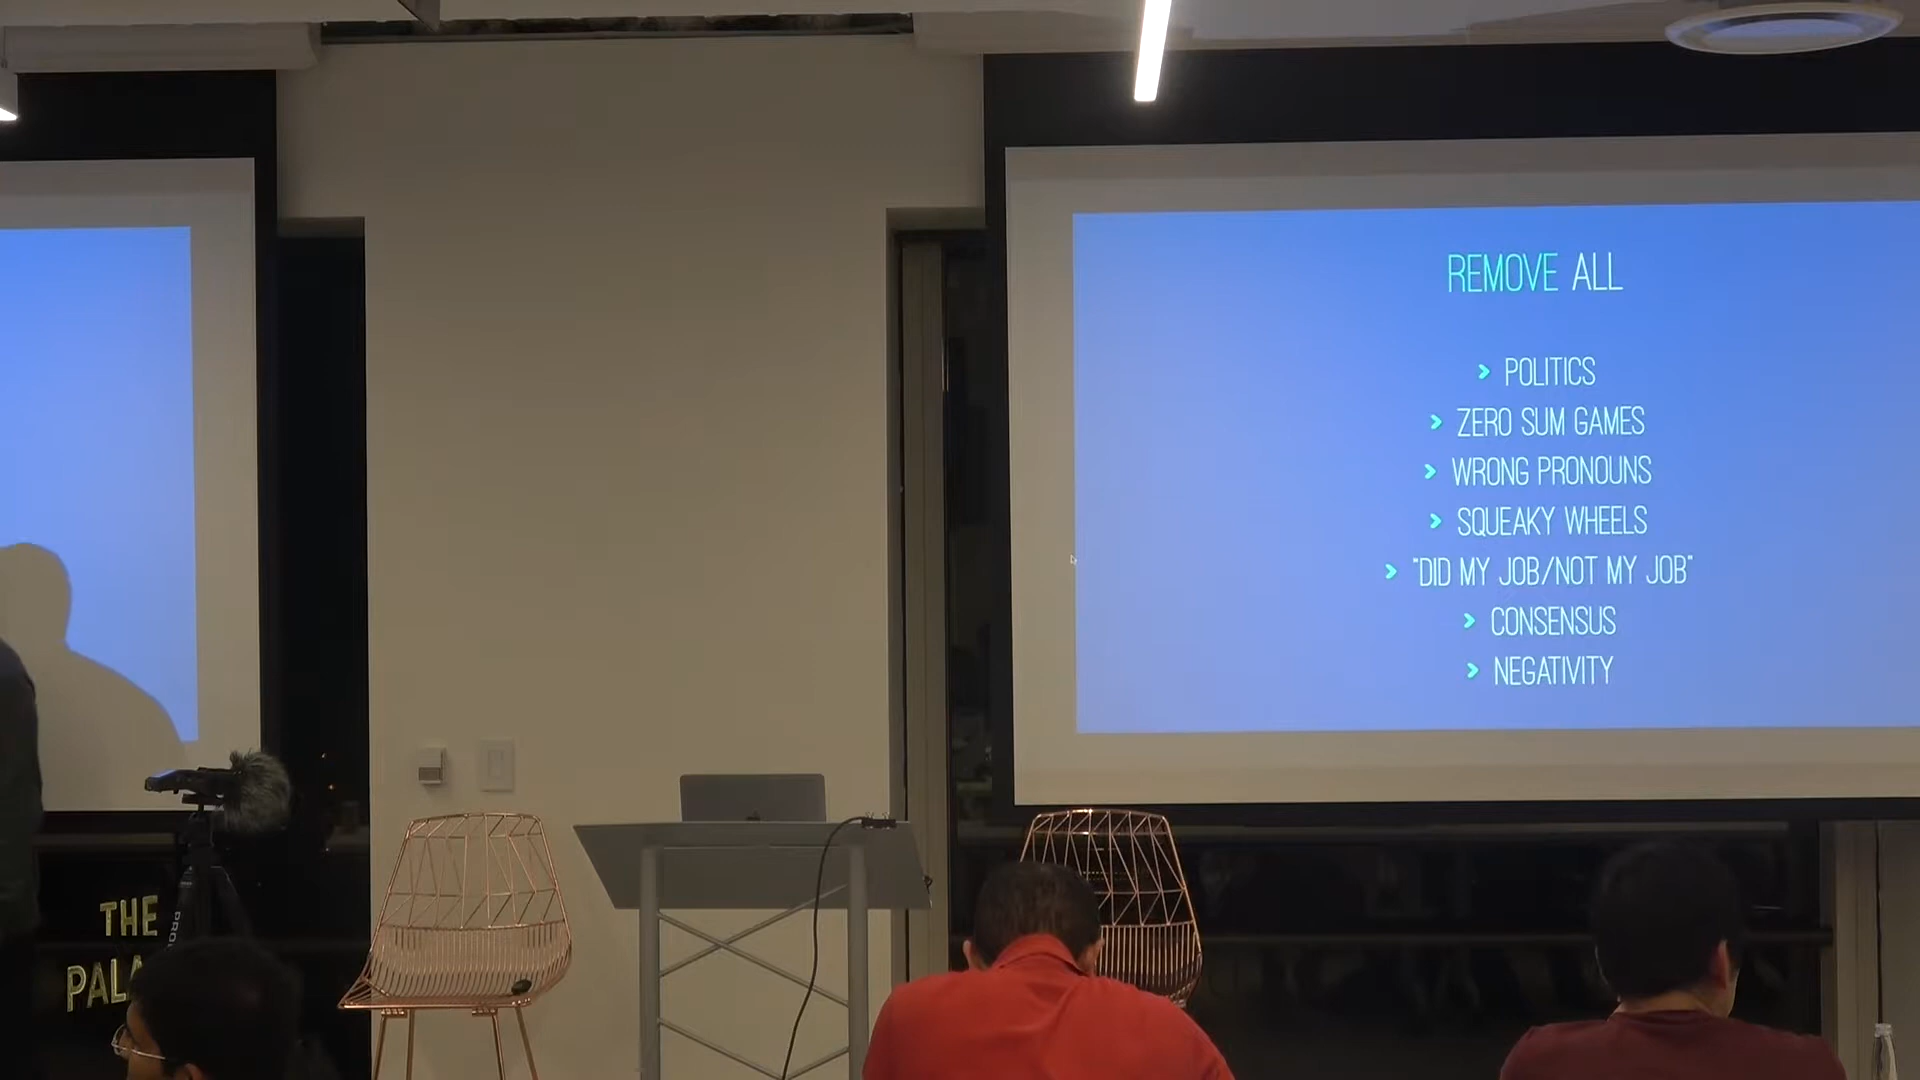 REMOVE ALL
> POLITICS
> ZERO SUM GAMES
> WRONG PRONOUNS
> SQUEAKY WHEELS
> "DID MY JOB/NOT MY JOB"
> CONSENSUS
> NEGATIVITY
THE